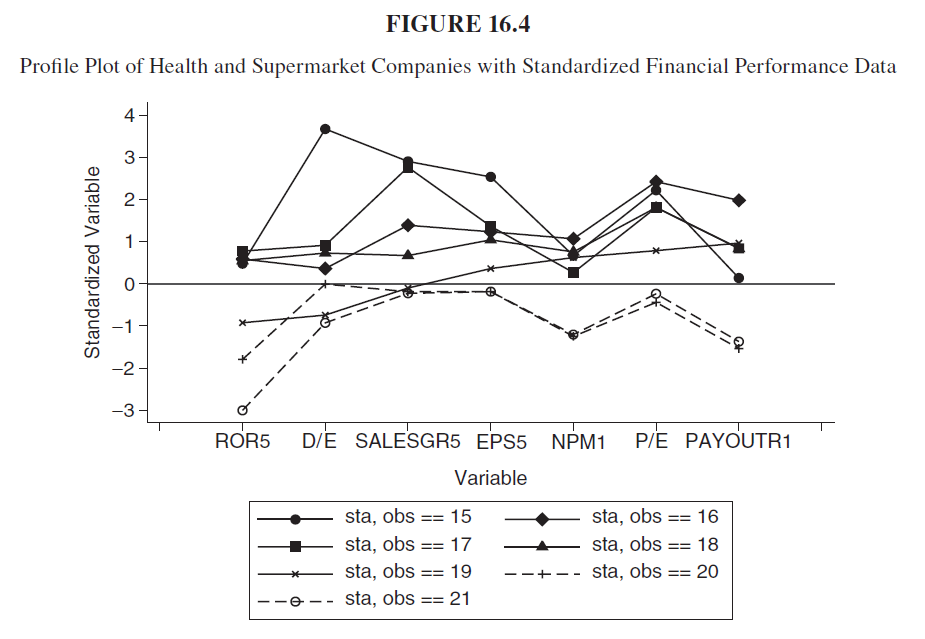 FIGURE 16.4
Profile Plot of Health and Supermarket Companies with Standardized Financial Performance Data
4
3
2
1
0
−1
−2
−3
Standardized Variable
ROR5 D/E SALESGR5 EPS5 NPM1 P/E PAYOUTR1
Variable
sta, obs == 15 sta, obs == 16
sta, obs == 17 sta, obs == 18
sta, obs == 19 sta, obs == 20
sta, obs == 21